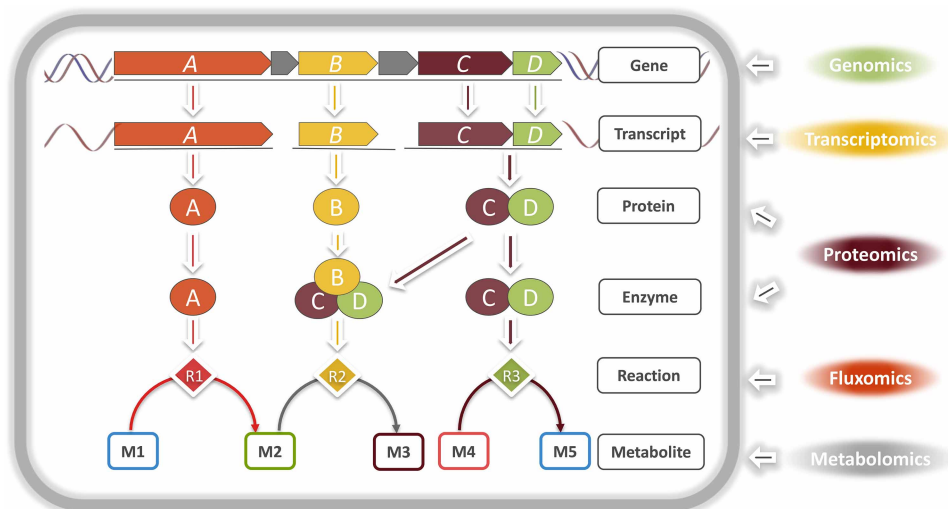 A B C D Gene Genomics
A B C D Transcript Transcriptomics
A B C D Protein
Proteomics
B
A C D C D Enzyme
R1 R2 R3 Reaction Fluxomics
M1 M2 M3 M4 M5 Metabolite Metabolomics